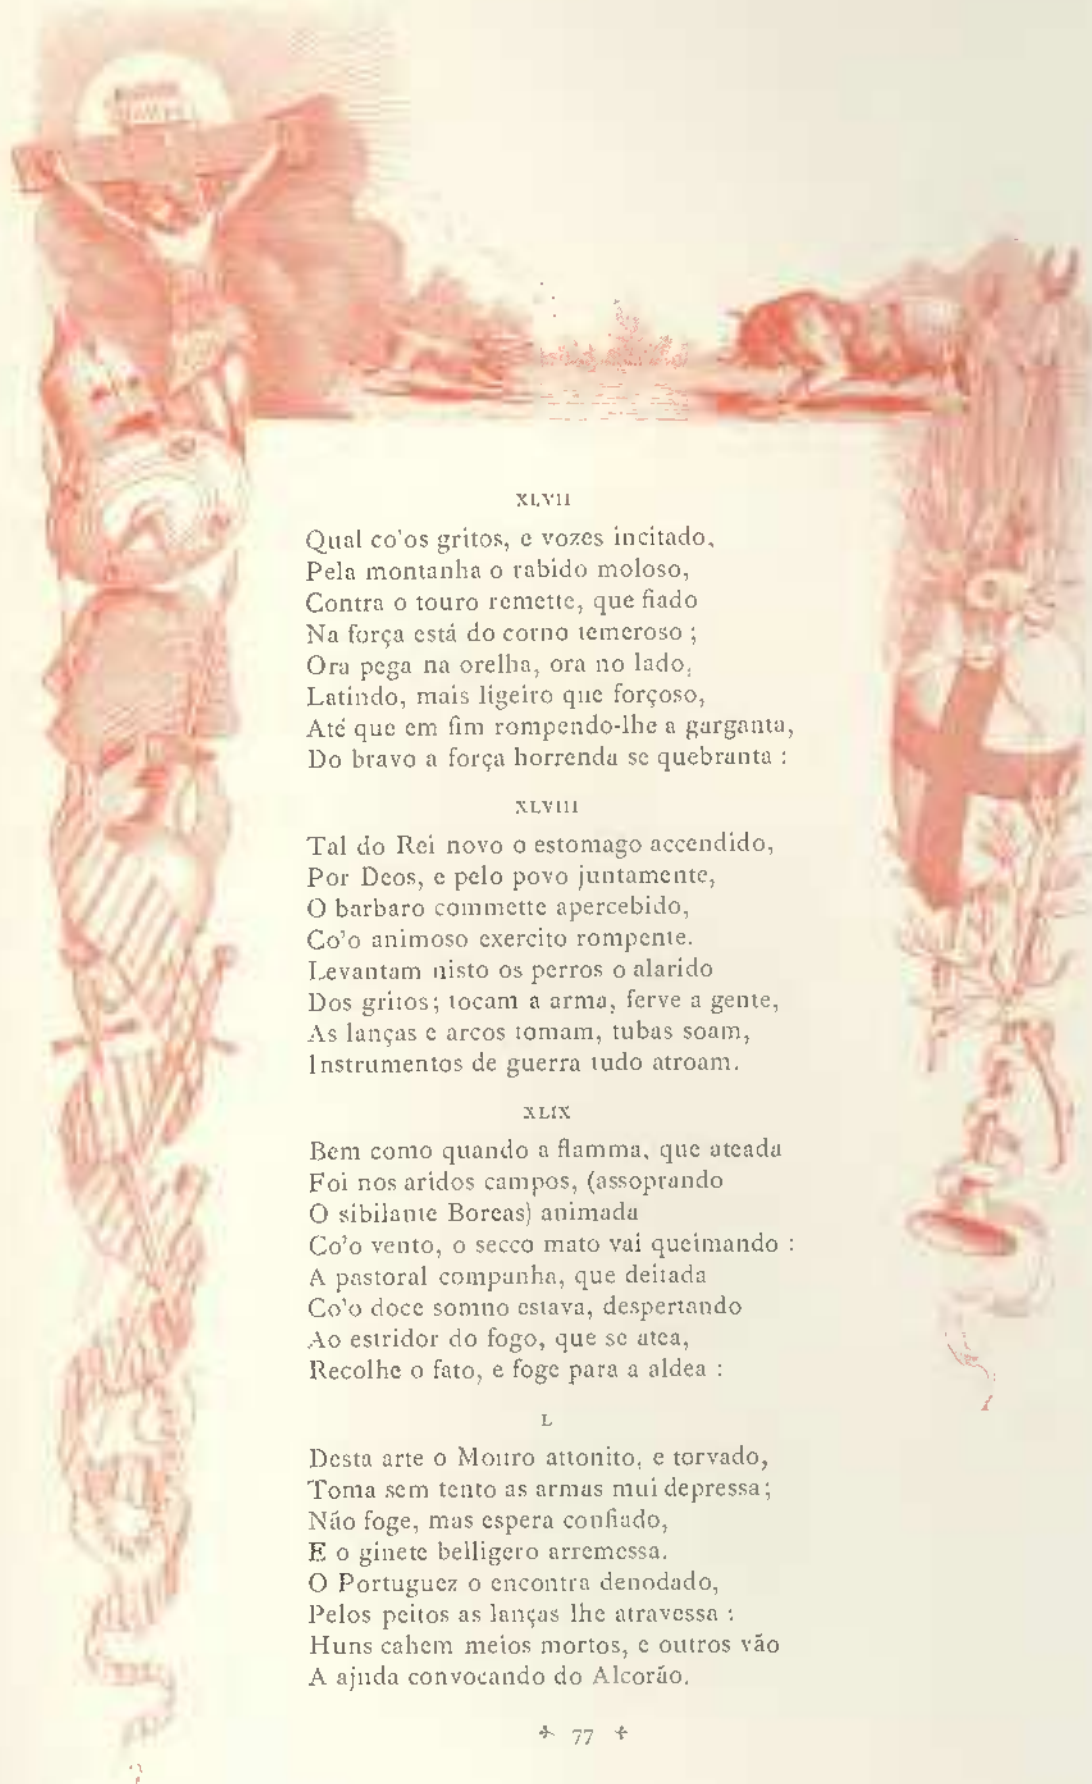 XLVII
Qual co'os gritos, e vozes incitado,
Pela montanha o rabido moloso,
Contra o touro remette, que fiado
Na força está do corno temeroso ;
Ora pega na orelha, ora no lado,
Latindo, mais ligeiro que forçoso,
Até que em fim rompendo-lhe a garganta,
Do bravo a força horrenda se quebranta :
XLVIII
Tal do Rei novo o estomago accendido,
Por Deos, e pelo povo juntamente,
O barbaro commette apercebido,
Co'o animoso exercito rompente.
Levantam nisto os perros o alarido
Dos gritos; tocam a arma, ferve a gente,
As lanças e arcos tomam, tubas soam,
Instrumentos de guerra tudo atroam.
XLIX
Bem como quando a flamma, que ateada
Foi nos aridos campos, (assoprando
O sibilante Boreas) animada
Co'o vento, o secco mato vai queimando :
A pastoral companha, que deitada
Co'o doce somno estava, despertando
Ao estridor do fogo, que se atea,
Recolhe o fato, e foge para a aldea :
L
Desta arte o Mouro attonito, e torvado,
Toma sem tento as armas mui depressa;
Não foge, mas espera confiado,
E o ginete belligero arremessa.
O Portuguez o encontra denodado,
Pelos peitos as lanças lhe atravessa :
Huns cahem meios mortos, e outros vão
A ajuda convocando do Alcorão.
77